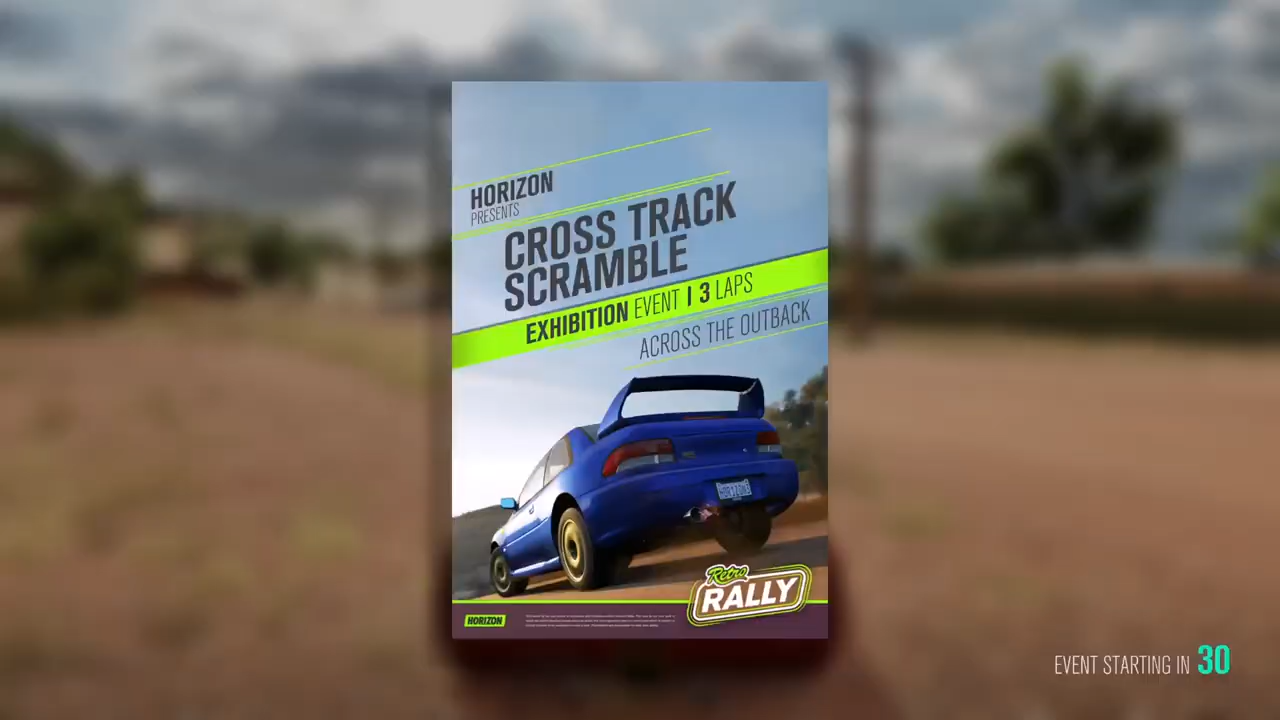 HORIZON
PRESENTS
CROSS TRACK
SCRAMBLE
EXHIBITION EVENT | 3 LAPS
ACROSS THE OUTBACK
Retro
RALLY
HORIZON
EVENT STARTING IN 30